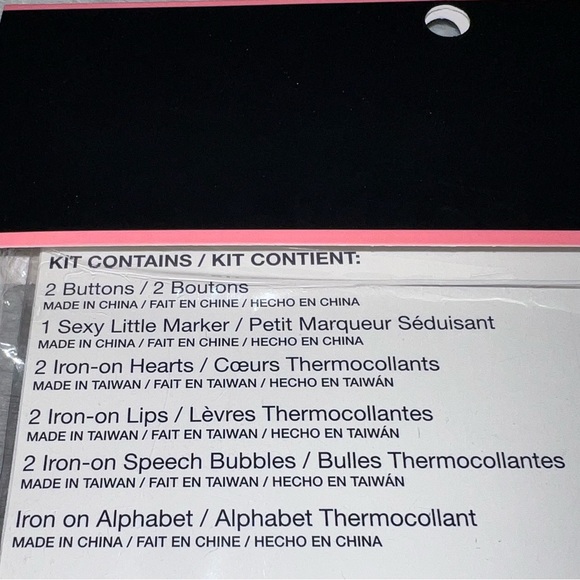 KIT CONTAINS / KIT CONTIENT:
2 Buttons / 2 Boutons
MADE IN CHINA / FAIT EN CHINE / HECHO EN CHINA
1 Sexy Little Marker / Petit Marqueur Séduisant
MADE IN CHINA / FAIT EN CHINE / HECHO EN CHINA
2 Iron-on Hearts / Cœurs Thermocollants
MADE IN TAIWAN / FAIT EN TAIWAN / HECHO EN TAIWÁN
2 Iron-on Lips / Lèvres Thermocollantes
MADE IN TAIWAN / FAIT EN TAIWAN / HECHO EN TAIWÁN
2 Iron-on Speech Bubbles / Bulles Thermocollantes
MADE IN TAIWAN / FAIT EN TAIWAN / HECHO EN TAIWÁN
Iron on Alphabet / Alphabet Thermocollant
MADE IN CHINA / FAIT EN CHINE / HECHO EN CHINA